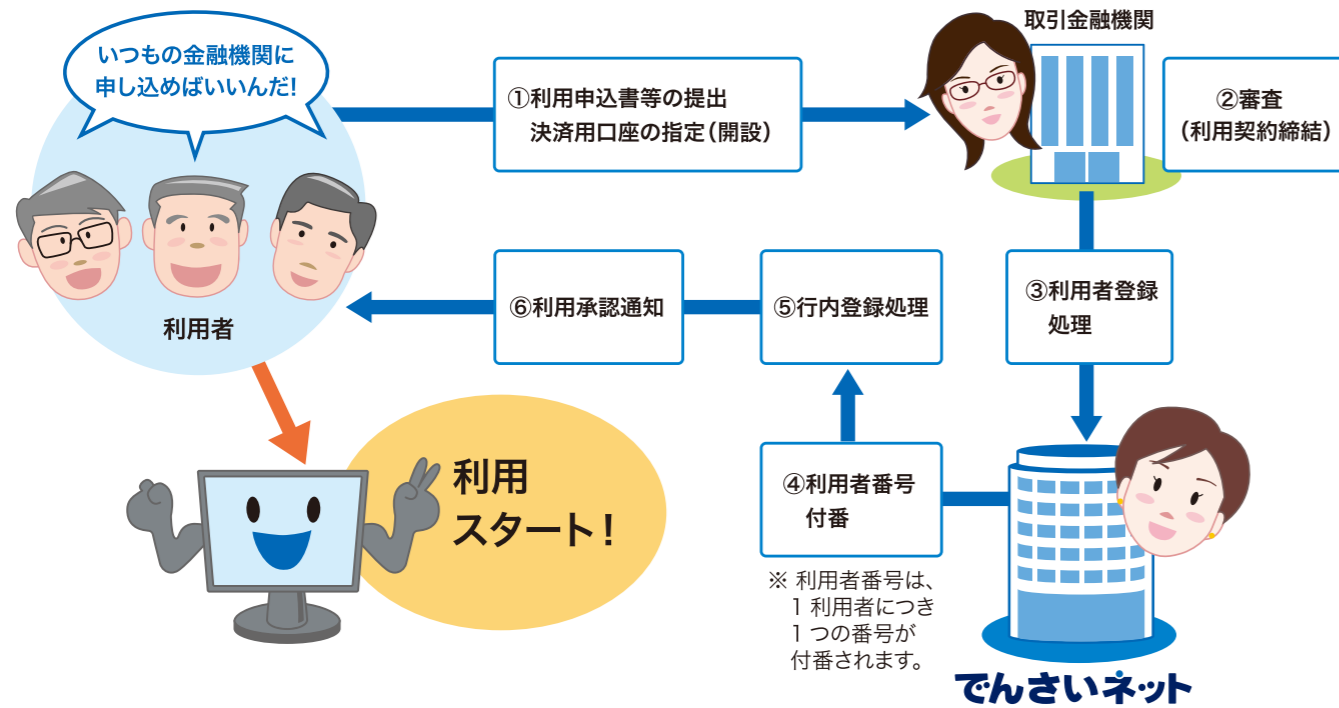 いつもの金融機関に
申し込めばいいんだ!
利用者
①利用申込書等の提出
決済用口座の指定(開設)
取引金融機関
②審査
(利用契約締結)
③利用者登録
処理
④利用者番号
付番
※ 利用者番号は、
1 利用者につき
1 つの番号が
付番されます。
でんさいネット
⑤行内登録処理
⑥利用承認通知
利用
スタート!